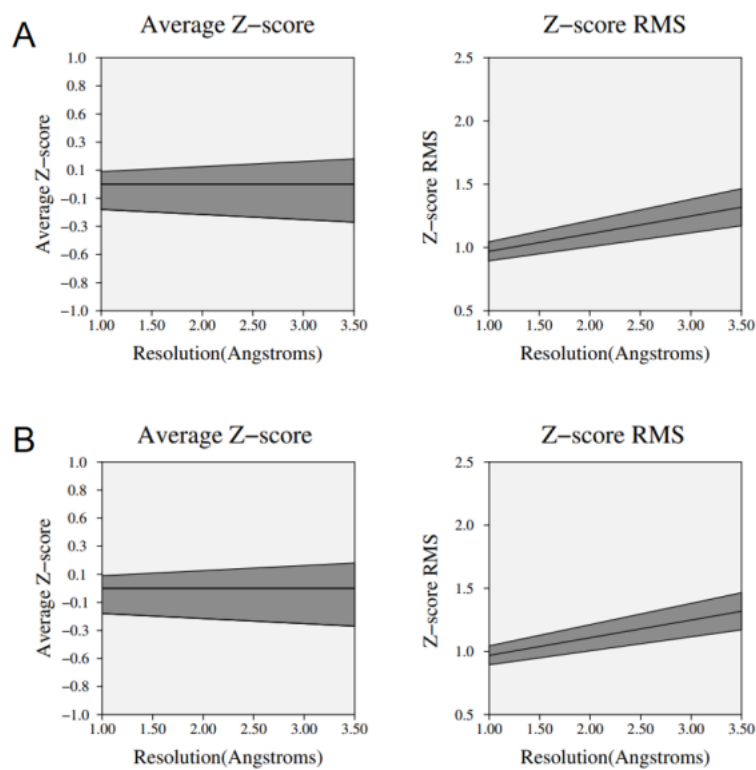 A
Average Z−score
Z−score RMS
Average Z−score
1.0
0.8
0.6
0.3
0.1
−0.1
−0.3
−0.6
−0.8
−1.0
1.00 1.50 2.00 2.50 3.00 3.50
Resolution(Angstroms)
Z−score RMS
2.5
2.0
1.5
1.0
0.5
1.00 1.50 2.00 2.50 3.00 3.50
Resolution(Angstroms)
B
Average Z−score
Z−score RMS
Average Z−score
1.0
0.8
0.6
0.3
0.1
−0.1
−0.3
−0.6
−0.8
−1.0
1.00 1.50 2.00 2.50 3.00 3.50
Resolution(Angstroms)
Z−score RMS
2.5
2.0
1.5
1.0
0.5
1.00 1.50 2.00 2.50 3.00 3.50
Resolution(Angstroms)